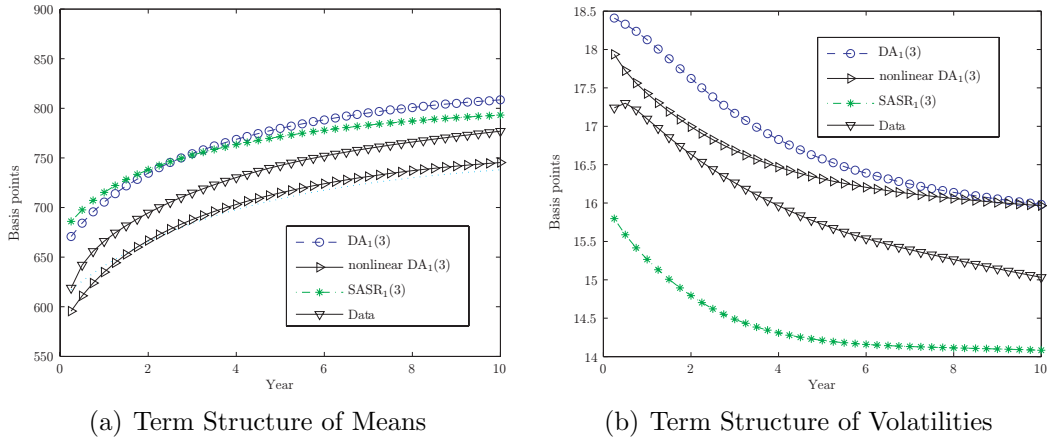 900
850
800
750
700
650
600
550
Basis points
DA₁(3)
nonlinear DA₁(3)
SASR₁(3)
Data
0 2 4 6 8 10
Year
(a) Term Structure of Means
18.5
18
17.5
17
16.5
16
15.5
15
14.5
14
Basis points
DA₁(3)
nonlinear DA₁(3)
SASR₁(3)
Data
0 2 4 6 8 10
Year
(b) Term Structure of Volatilities